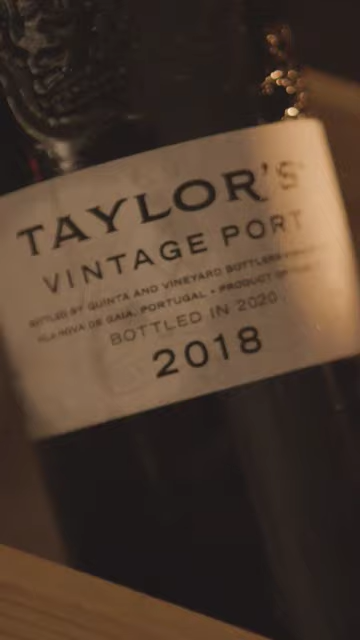 TAYLOR'S
VINTAGE PORT
BOTTLED BY QUINTA AND VINEYARD BOTTLERS
VILA NOVA DE GAIA, PORTUGAL • PRODUCT OF
BOTTLED IN 2020
2018